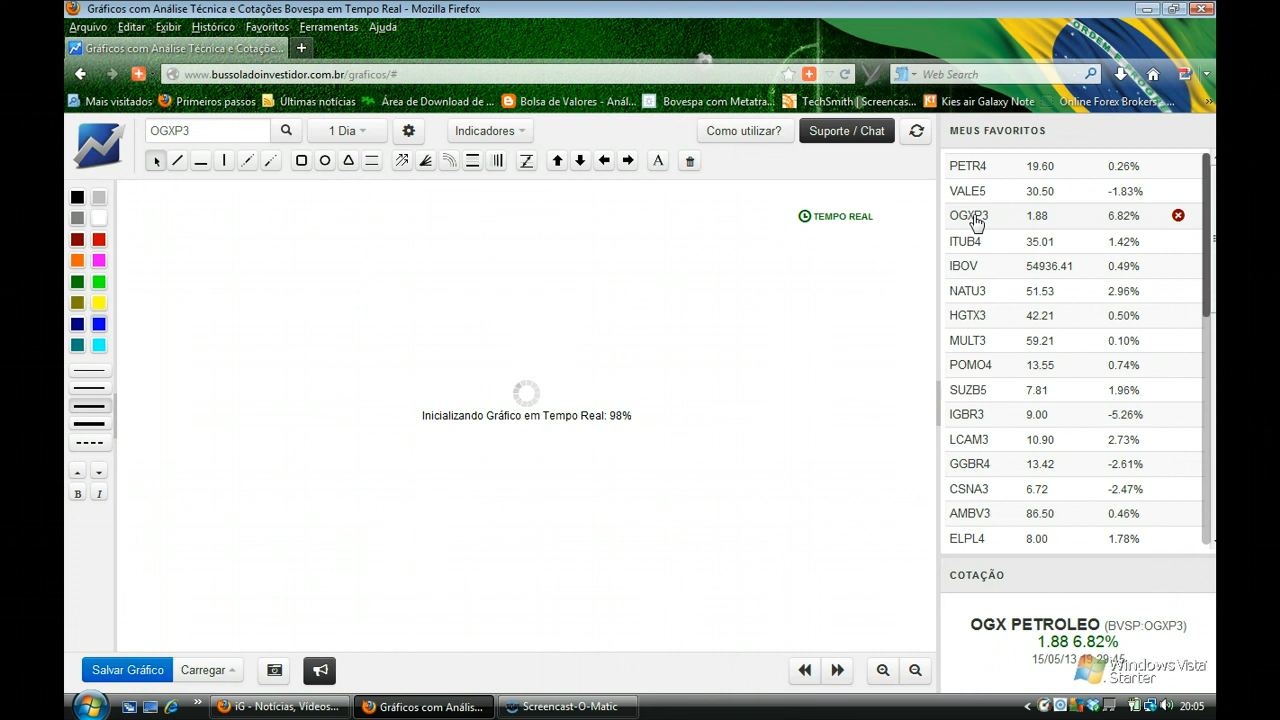 Gráficos com Análise Técnica e Cotações Bovespa em Tempo Real - Mozilla Firefox
Arquivo Editar Exibir Histórico Favoritos Ferramentas Ajuda
Gráficos com Análise Técnica e Cotaçõe... +
www.bussoladoinvestidor.com.br/graficos/#
Web Search
Mais visitados Primeiros passos Últimas notícias Área de Download de ... Bolsa de Valores - Anál... Bovespa com Metatra... TechSmith | Screencas... Kies air Galaxy Note Online Forex Brokers ... »
OGXP3 1 Dia Indicadores Como utilizar? Suporte / Chat
A
B I
ORDEM E
TEMPO REAL
Inicializando Gráfico em Tempo Real: 98%
MEUS FAVORITOS
PETR4 19.60 0.26%
VALE5 30.50 -1.83%
OGXP3 1.88 6.82%
ITUB4 35.01 1.42%
IBOV 54936.41 0.49%
NATU3 51.53 2.96%
HGTX3 42.21 0.50%
MULT3 59.21 0.10%
POMO4 13.55 0.74%
SUZB5 7.81 1.96%
IGBR3 9.00 -5.26%
LCAM3 10.90 2.73%
GGBR4 13.42 -2.61%
CSNA3 6.72 -2.47%
AMBV3 86.50 0.46%
ELPL4 8.00 1.78%
COTAÇÃO
OGX PETROLEO (BVSP:OGXP3)
1.88 6.82%
15/05/13 19:29:45
Windows Vista™
Starter
Salvar Gráfico Carregar
» iG - Notícias, Vídeos... Gráficos com Anális... Screencast-O-Matic 20:05